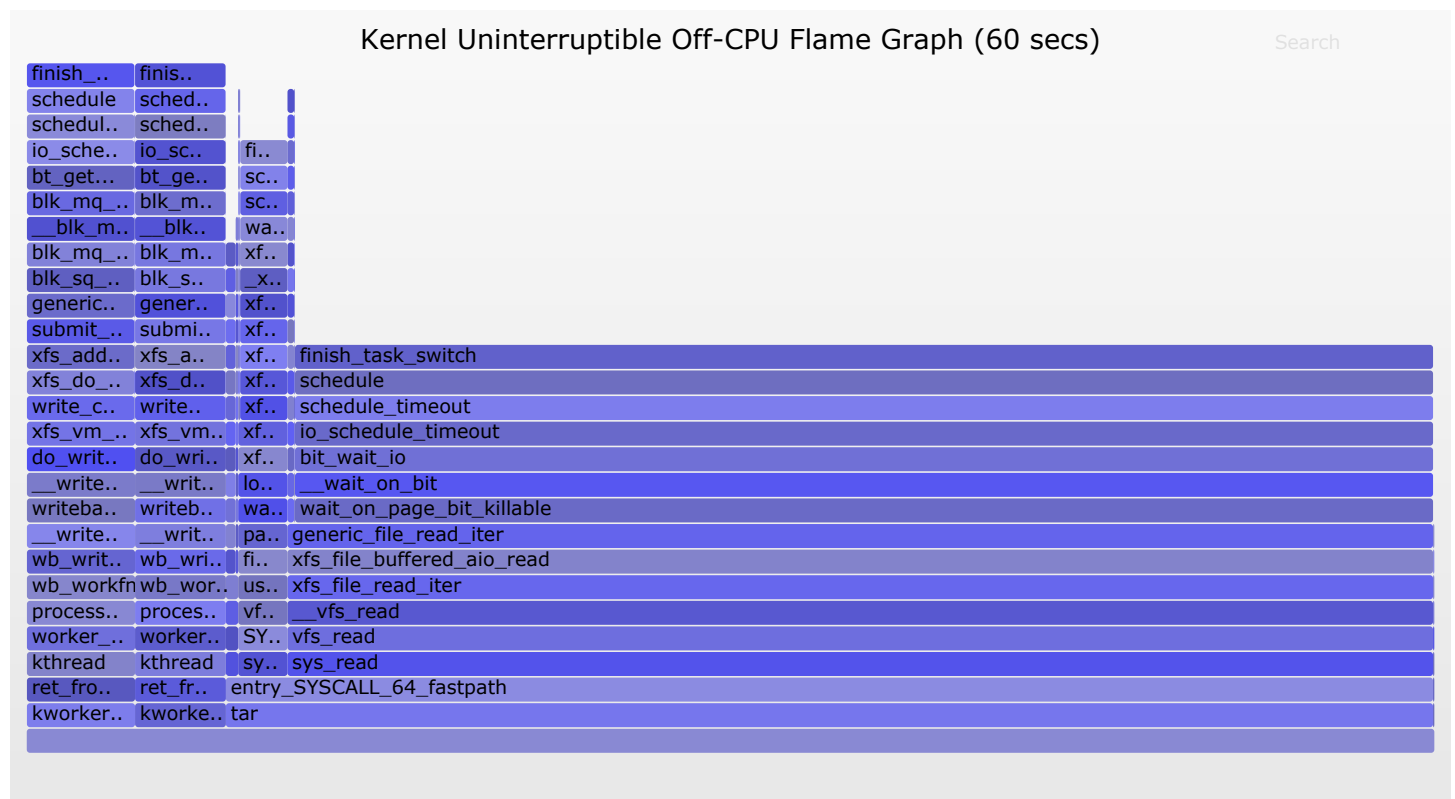 Kernel Uninterruptible Off-CPU Flame Graph (60 secs)
Search
finish_.. finis..
schedule sched..
schedul.. sched..
io_sche.. io_sc.. fi..
bt_get... bt_ge.. sc..
blk_mq_.. blk_m.. sc..
__blk_m.. __blk.. wa..
blk_mq_.. blk_m.. xf..
blk_sq_.. blk_s.. _x..
generic.. gener.. xf..
submit_.. submi.. xf..
xfs_add.. xfs_a.. xf.. finish_task_switch
xfs_do_.. xfs_d.. xf.. schedule
write_c.. write.. xf.. schedule_timeout
xfs_vm_.. xfs_vm.. xf.. io_schedule_timeout
do_writ.. do_wri.. xf.. bit_wait_io
__write.. __writ.. lo.. __wait_on_bit
writeba.. writeb.. wa.. wait_on_page_bit_killable
__write.. __writ.. pa.. generic_file_read_iter
wb_writ.. wb_wri.. fi.. xfs_file_buffered_aio_read
wb_workfn wb_wor.. us.. xfs_file_read_iter
process.. proces.. vf.. __vfs_read
worker_.. worker.. SY.. vfs_read
kthread kthread sy.. sys_read
ret_fro.. ret_fr.. entry_SYSCALL_64_fastpath
kworker.. kworke.. tar